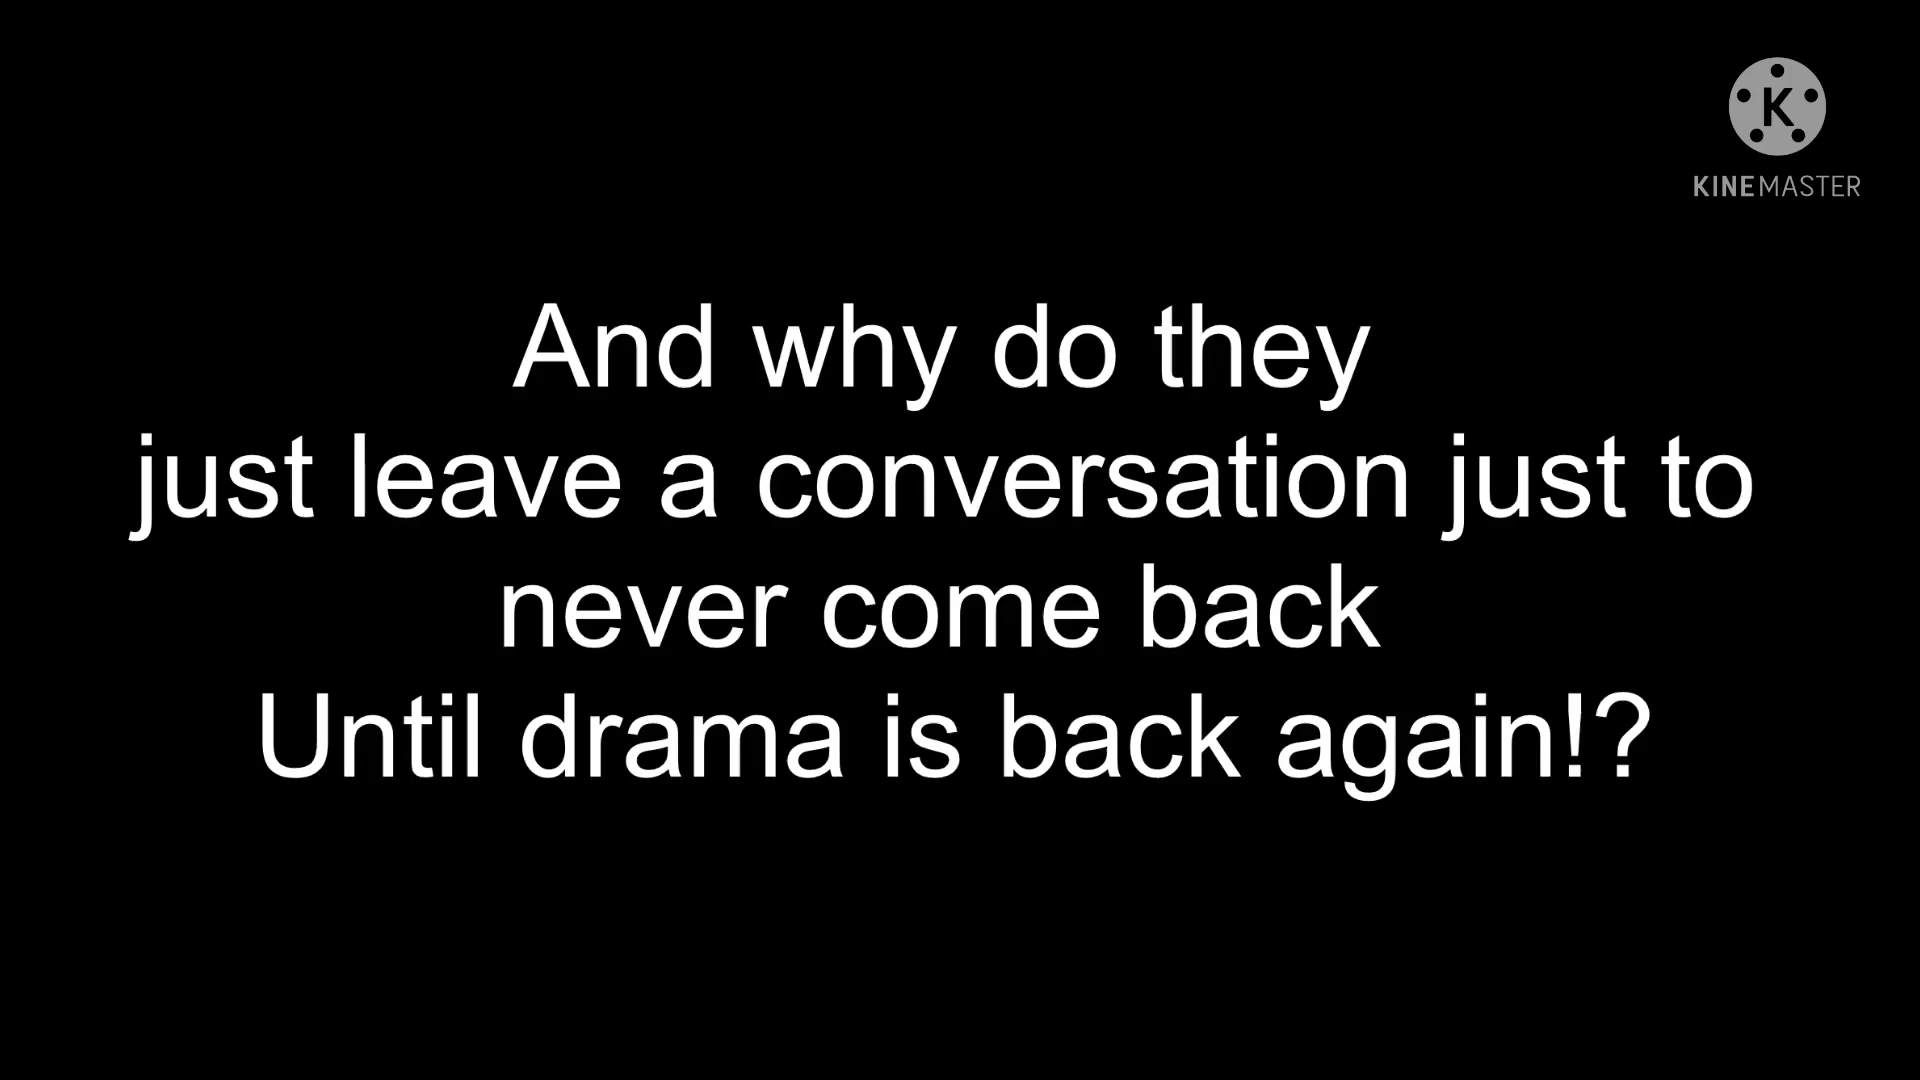 K
KINEMASTER
And why do they
just leave a conversation just to
never come back
Until drama is back again!?